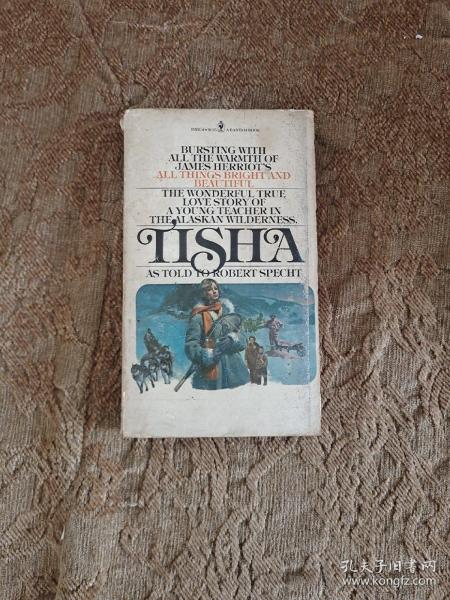 A BANTAM BOOK
BURSTING WITH
ALL THE WARMTH OF
JAMES HERRIOT'S
ALL THINGS BRIGHT AND
BEAUTIFUL
THE WONDERFUL TRUE
LOVE STORY OF
A YOUNG TEACHER IN
THE ALASKAN WILDERNESS.
TISHA
AS TOLD TO ROBERT SPECHT
孔夫子旧书网
www.kongfz.com